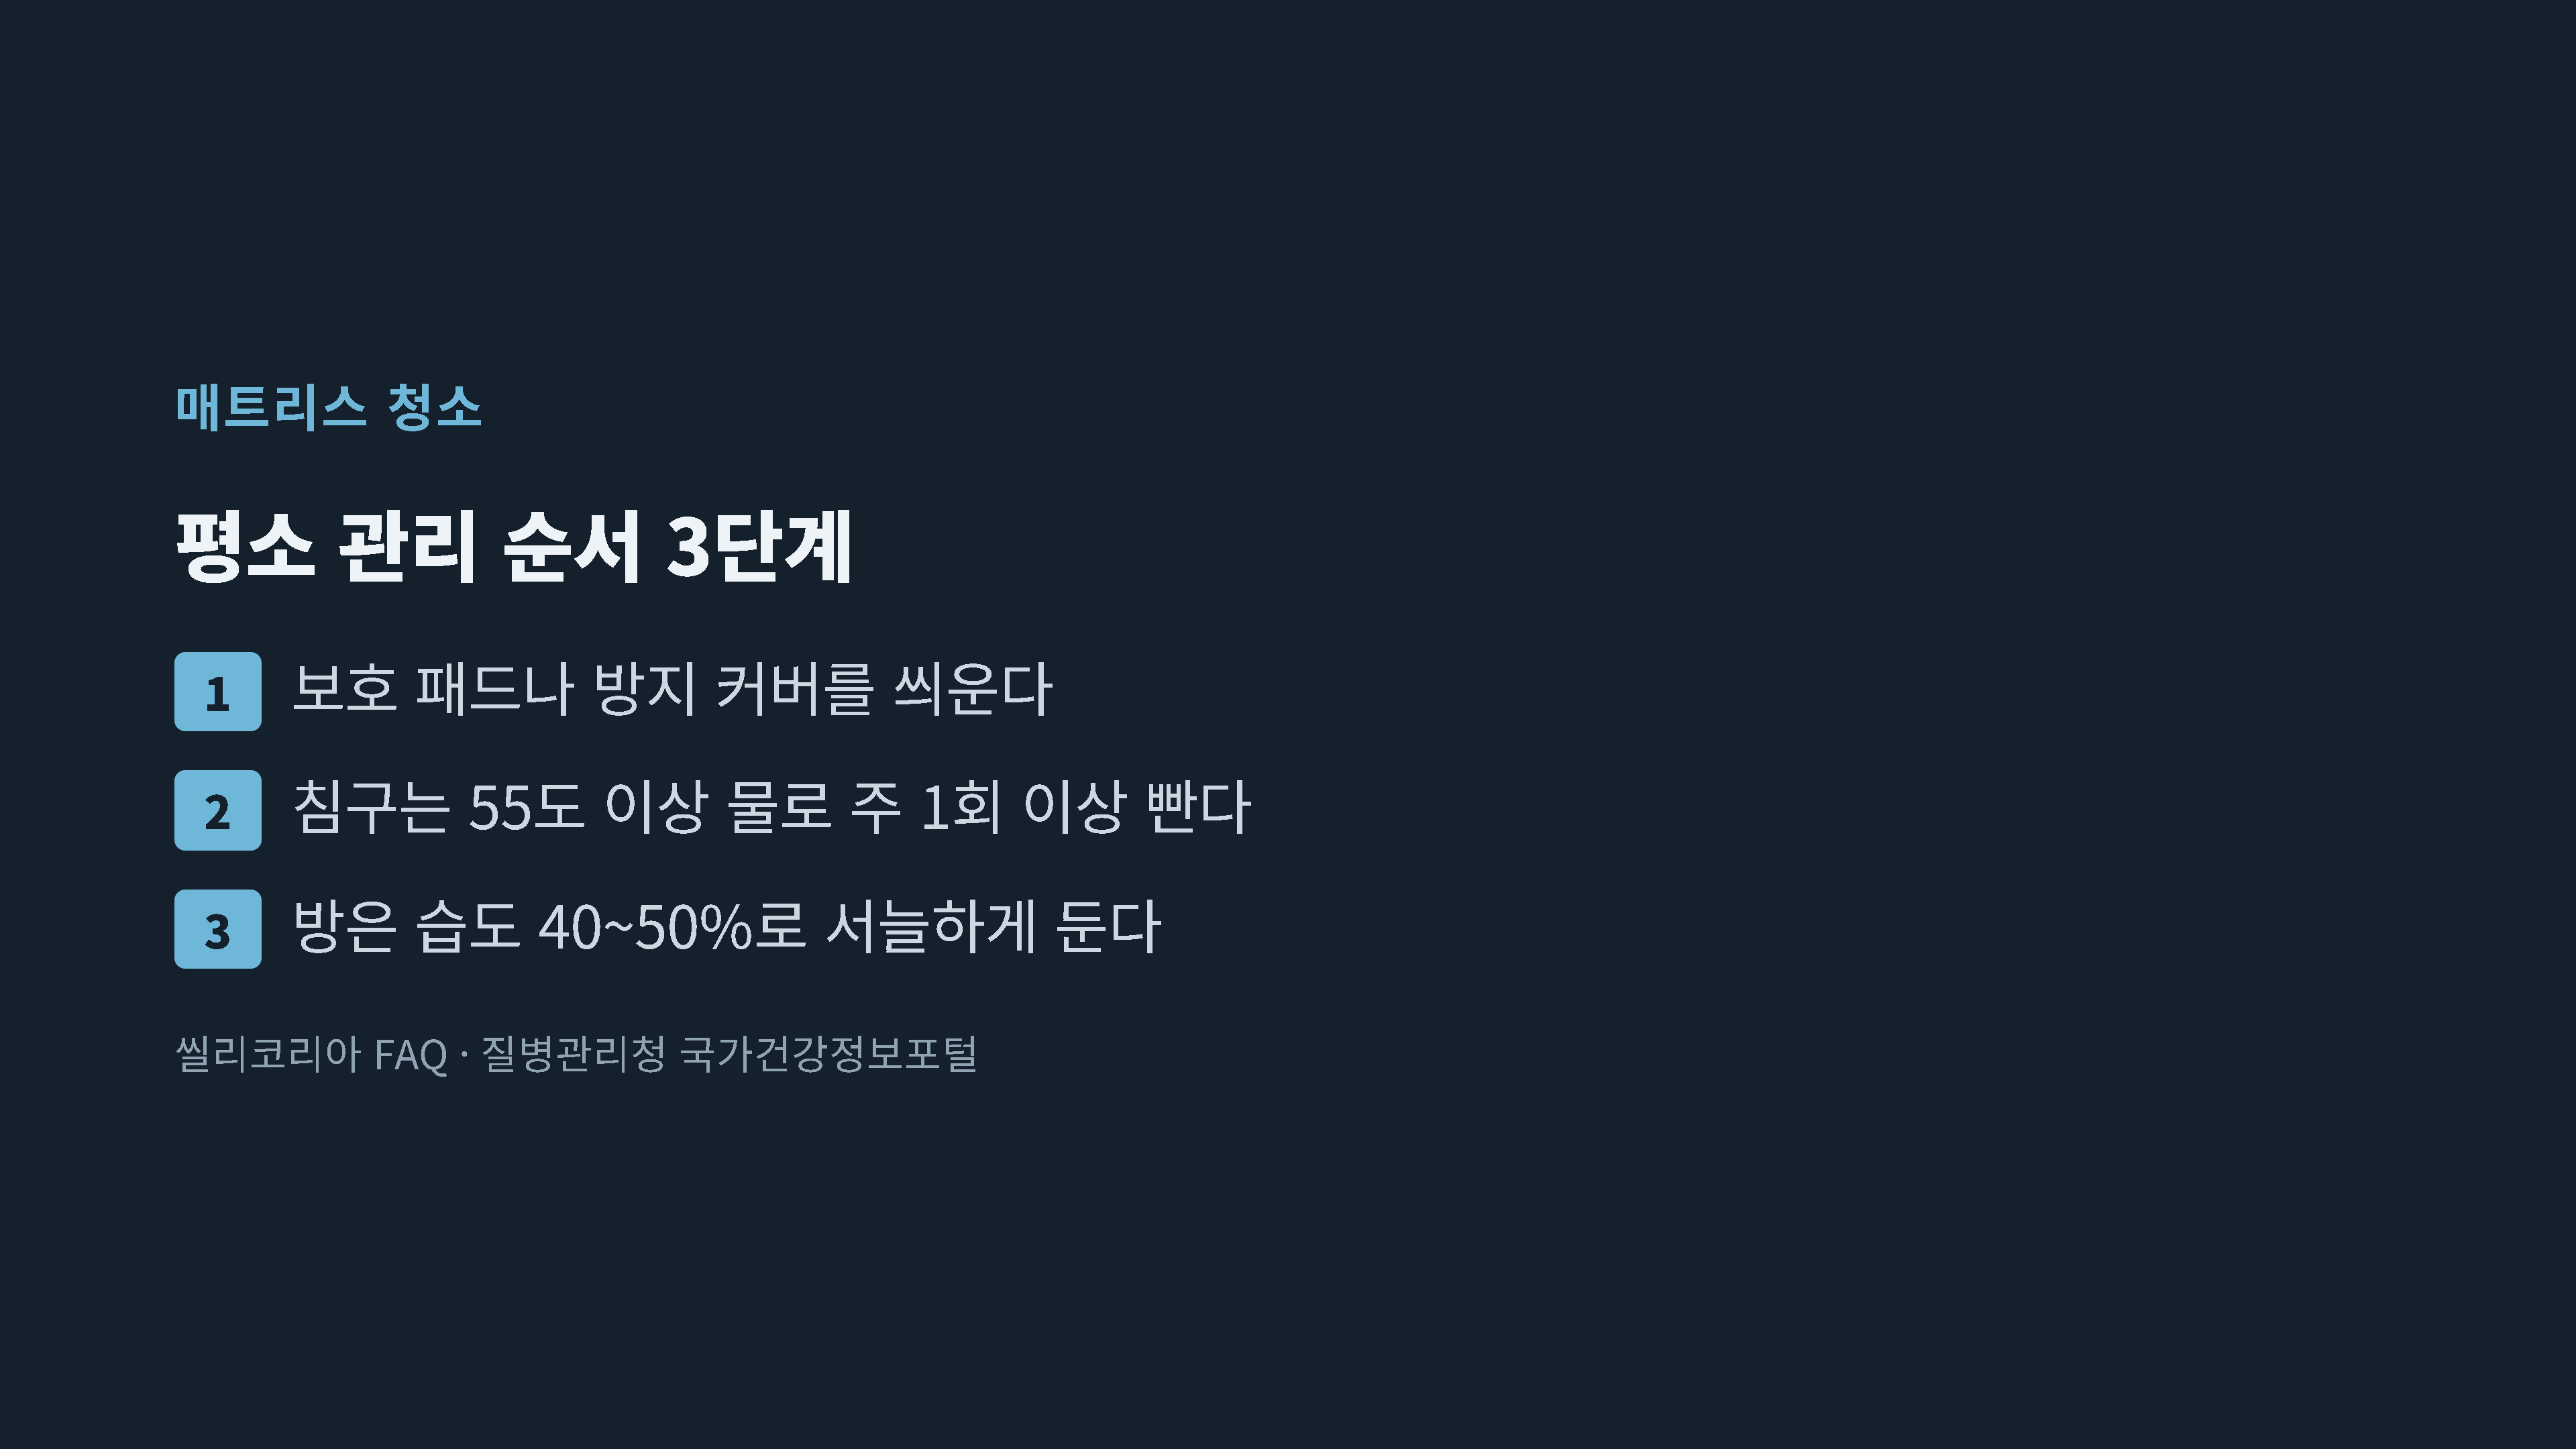 매트리스 청소
평소 관리 순서 3단계
1 보호 패드나 방지 커버를 씌운다
2 침구는 55도 이상 물로 주 1회 이상 빤다
3 방은 습도 40~50%로 서늘하게 둔다
씰리코리아 FAQ · 질병관리청 국가건강정보포털